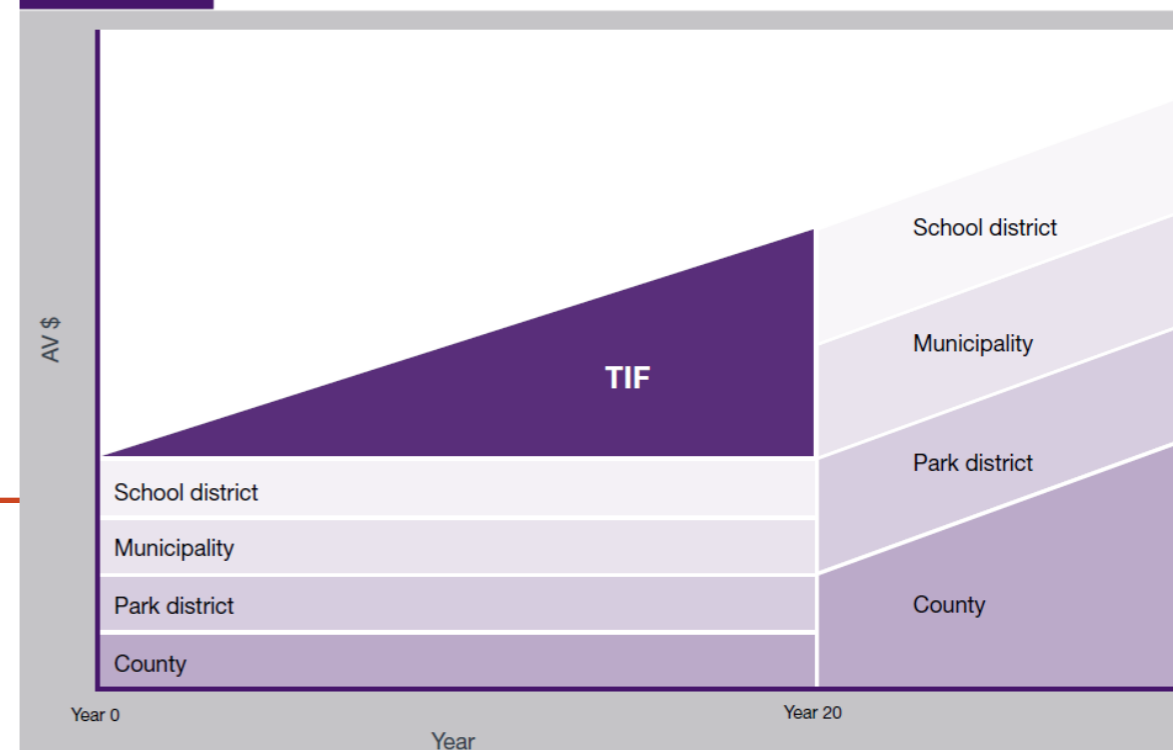 AV $
School district
Municipality
TIF
Park district
School district
Municipality
Park district
County
County
Year 0
Year 20
Year